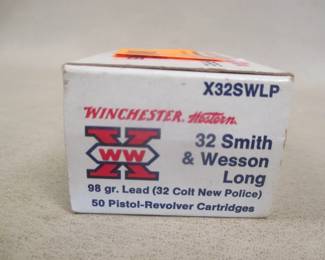 X32SWLP
WINCHESTER Western
X
WW
32 Smith
& Wesson
Long
98 gr. Lead (32 Colt New Police)
50 Pistol-Revolver Cartridges